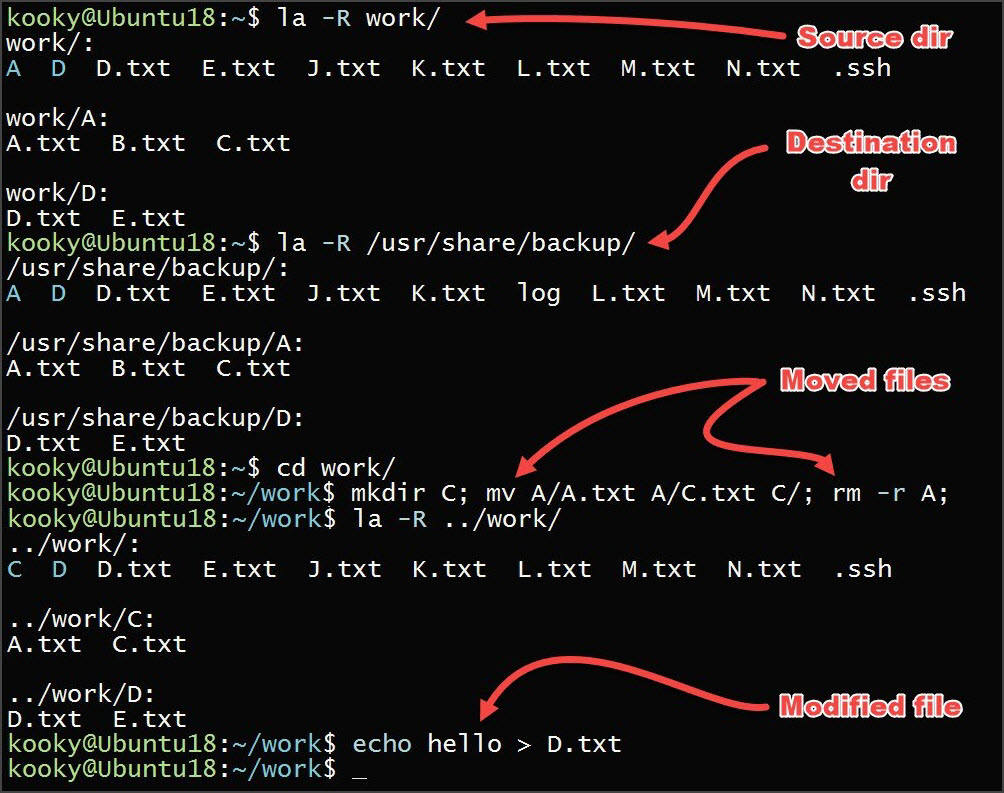 kooky@Ubuntu18:~$ la -R work/
Source dir
work/:
A  D  D.txt  E.txt  J.txt  K.txt  L.txt  M.txt  N.txt  .ssh
work/A:
A.txt  B.txt  C.txt
Destination
dir
work/D:
D.txt  E.txt
kooky@Ubuntu18:~$ la -R /usr/share/backup/
/usr/share/backup/:
A  D  D.txt  E.txt  J.txt  K.txt  log  L.txt  M.txt  N.txt  .ssh
/usr/share/backup/A:
A.txt  B.txt  C.txt
Moved files
/usr/share/backup/D:
D.txt  E.txt
kooky@Ubuntu18:~$ cd work/
kooky@Ubuntu18:~/work$ mkdir C; mv A/A.txt A/C.txt C/; rm -r A;
kooky@Ubuntu18:~/work$ la -R ../work/
../work/:
C  D  D.txt  E.txt  J.txt  K.txt  L.txt  M.txt  N.txt  .ssh
../work/C:
A.txt  C.txt
../work/D:
Modified file
D.txt  E.txt
kooky@Ubuntu18:~/work$ echo hello > D.txt
kooky@Ubuntu18:~/work$ _